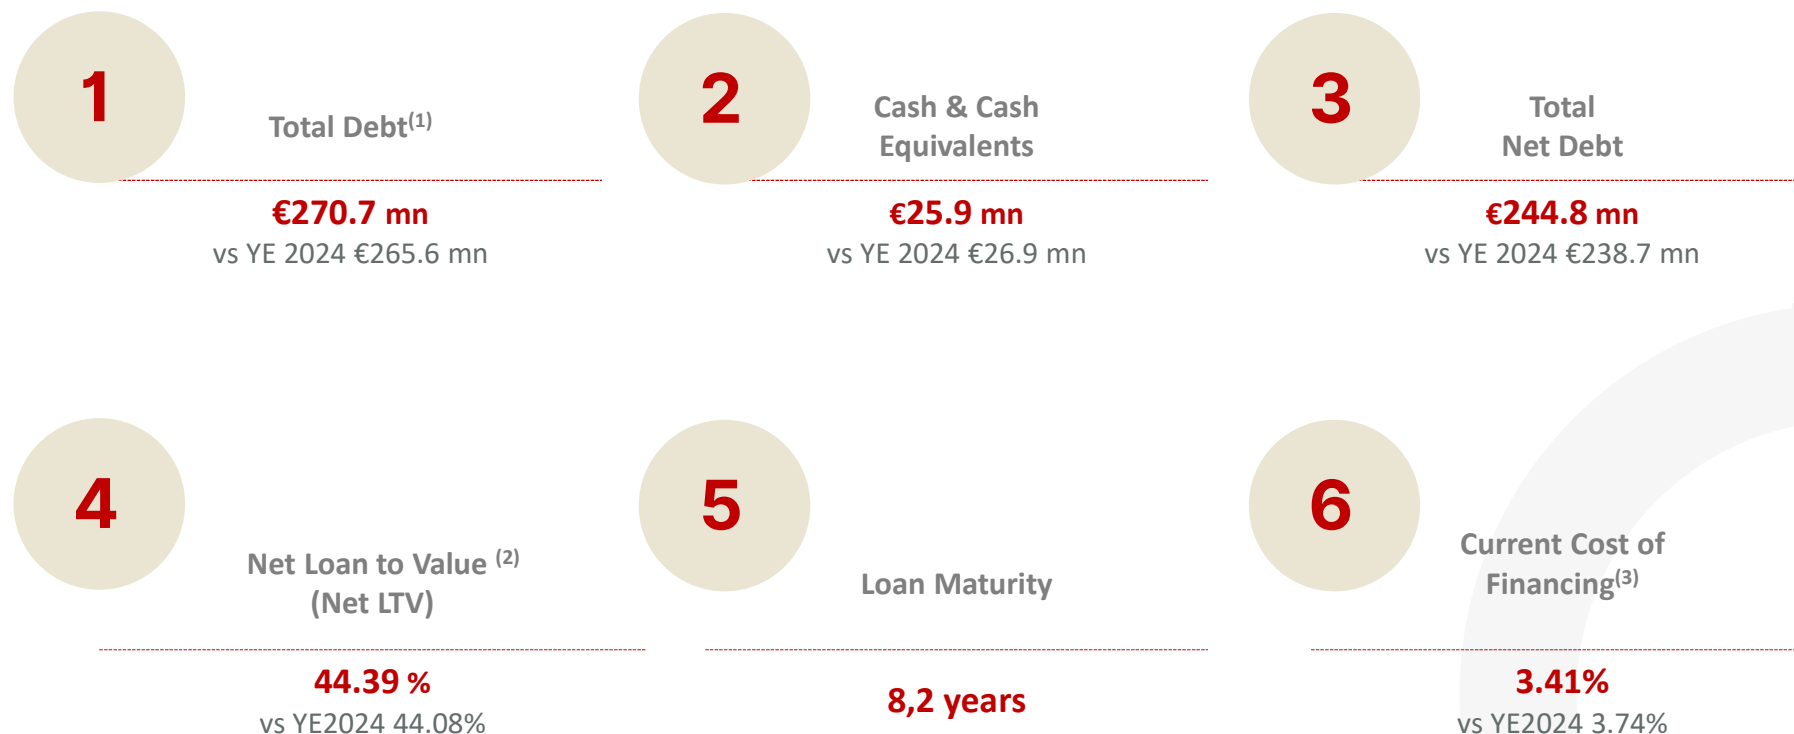 1
Total Debt(1)
€270.7 mn
vs YE 2024 €265.6 mn
2
Cash & Cash
Equivalents
€25.9 mn
vs YE 2024 €26.9 mn
3
Total
Net Debt
€244.8 mn
vs YE 2024 €238.7 mn
4
Net Loan to Value (2)
(Net LTV)
44.39 %
vs YE2024 44.08%
5
Loan Maturity
8,2 years
6
Current Cost of
Financing(3)
3.41%
vs YE2024 3.74%